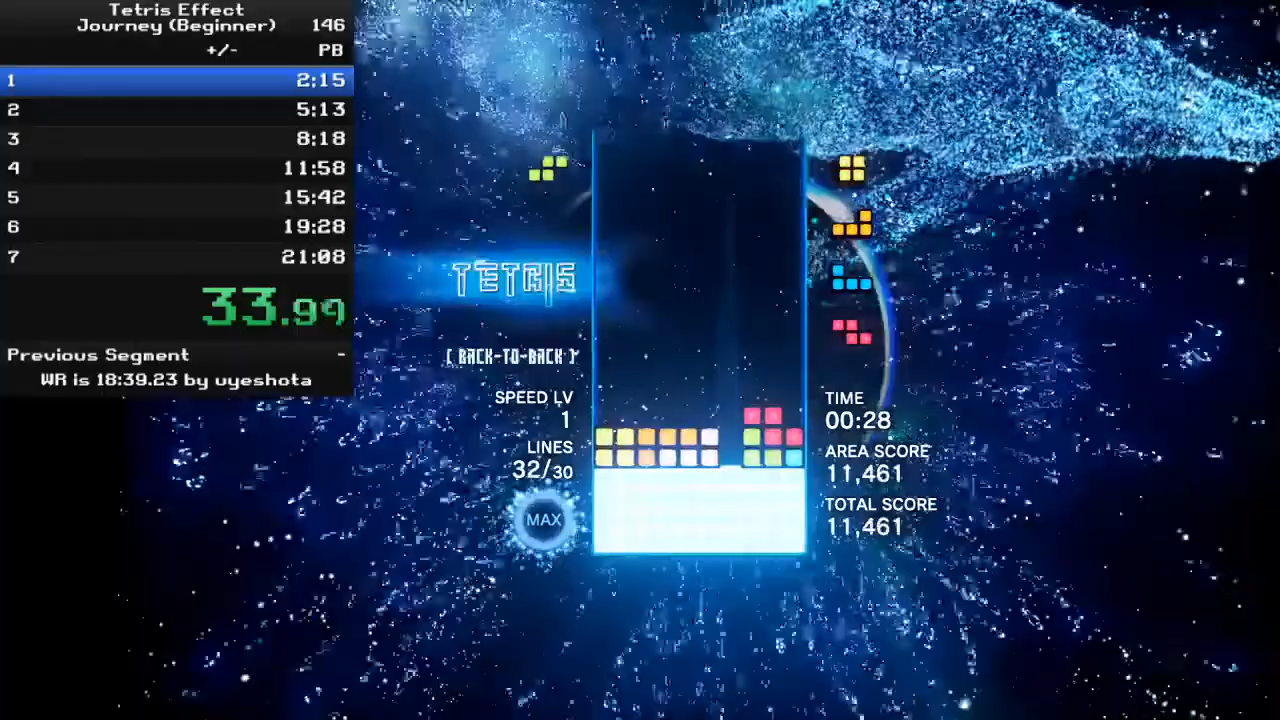 Tetris Effect
Journey (Beginner) 146
+/- PB
1 2:15
2 5:13
3 8:18
4 11:58
5 15:42
6 19:28
7 21:08
33.99
Previous Segment -
WR is 18:39.23 by uyeshota
TETRIS
[ BACK-TO-BACK ]
SPEED LV
1
LINES
32/30
MAX
TIME
00:28
AREA SCORE
11,461
TOTAL SCORE
11,461